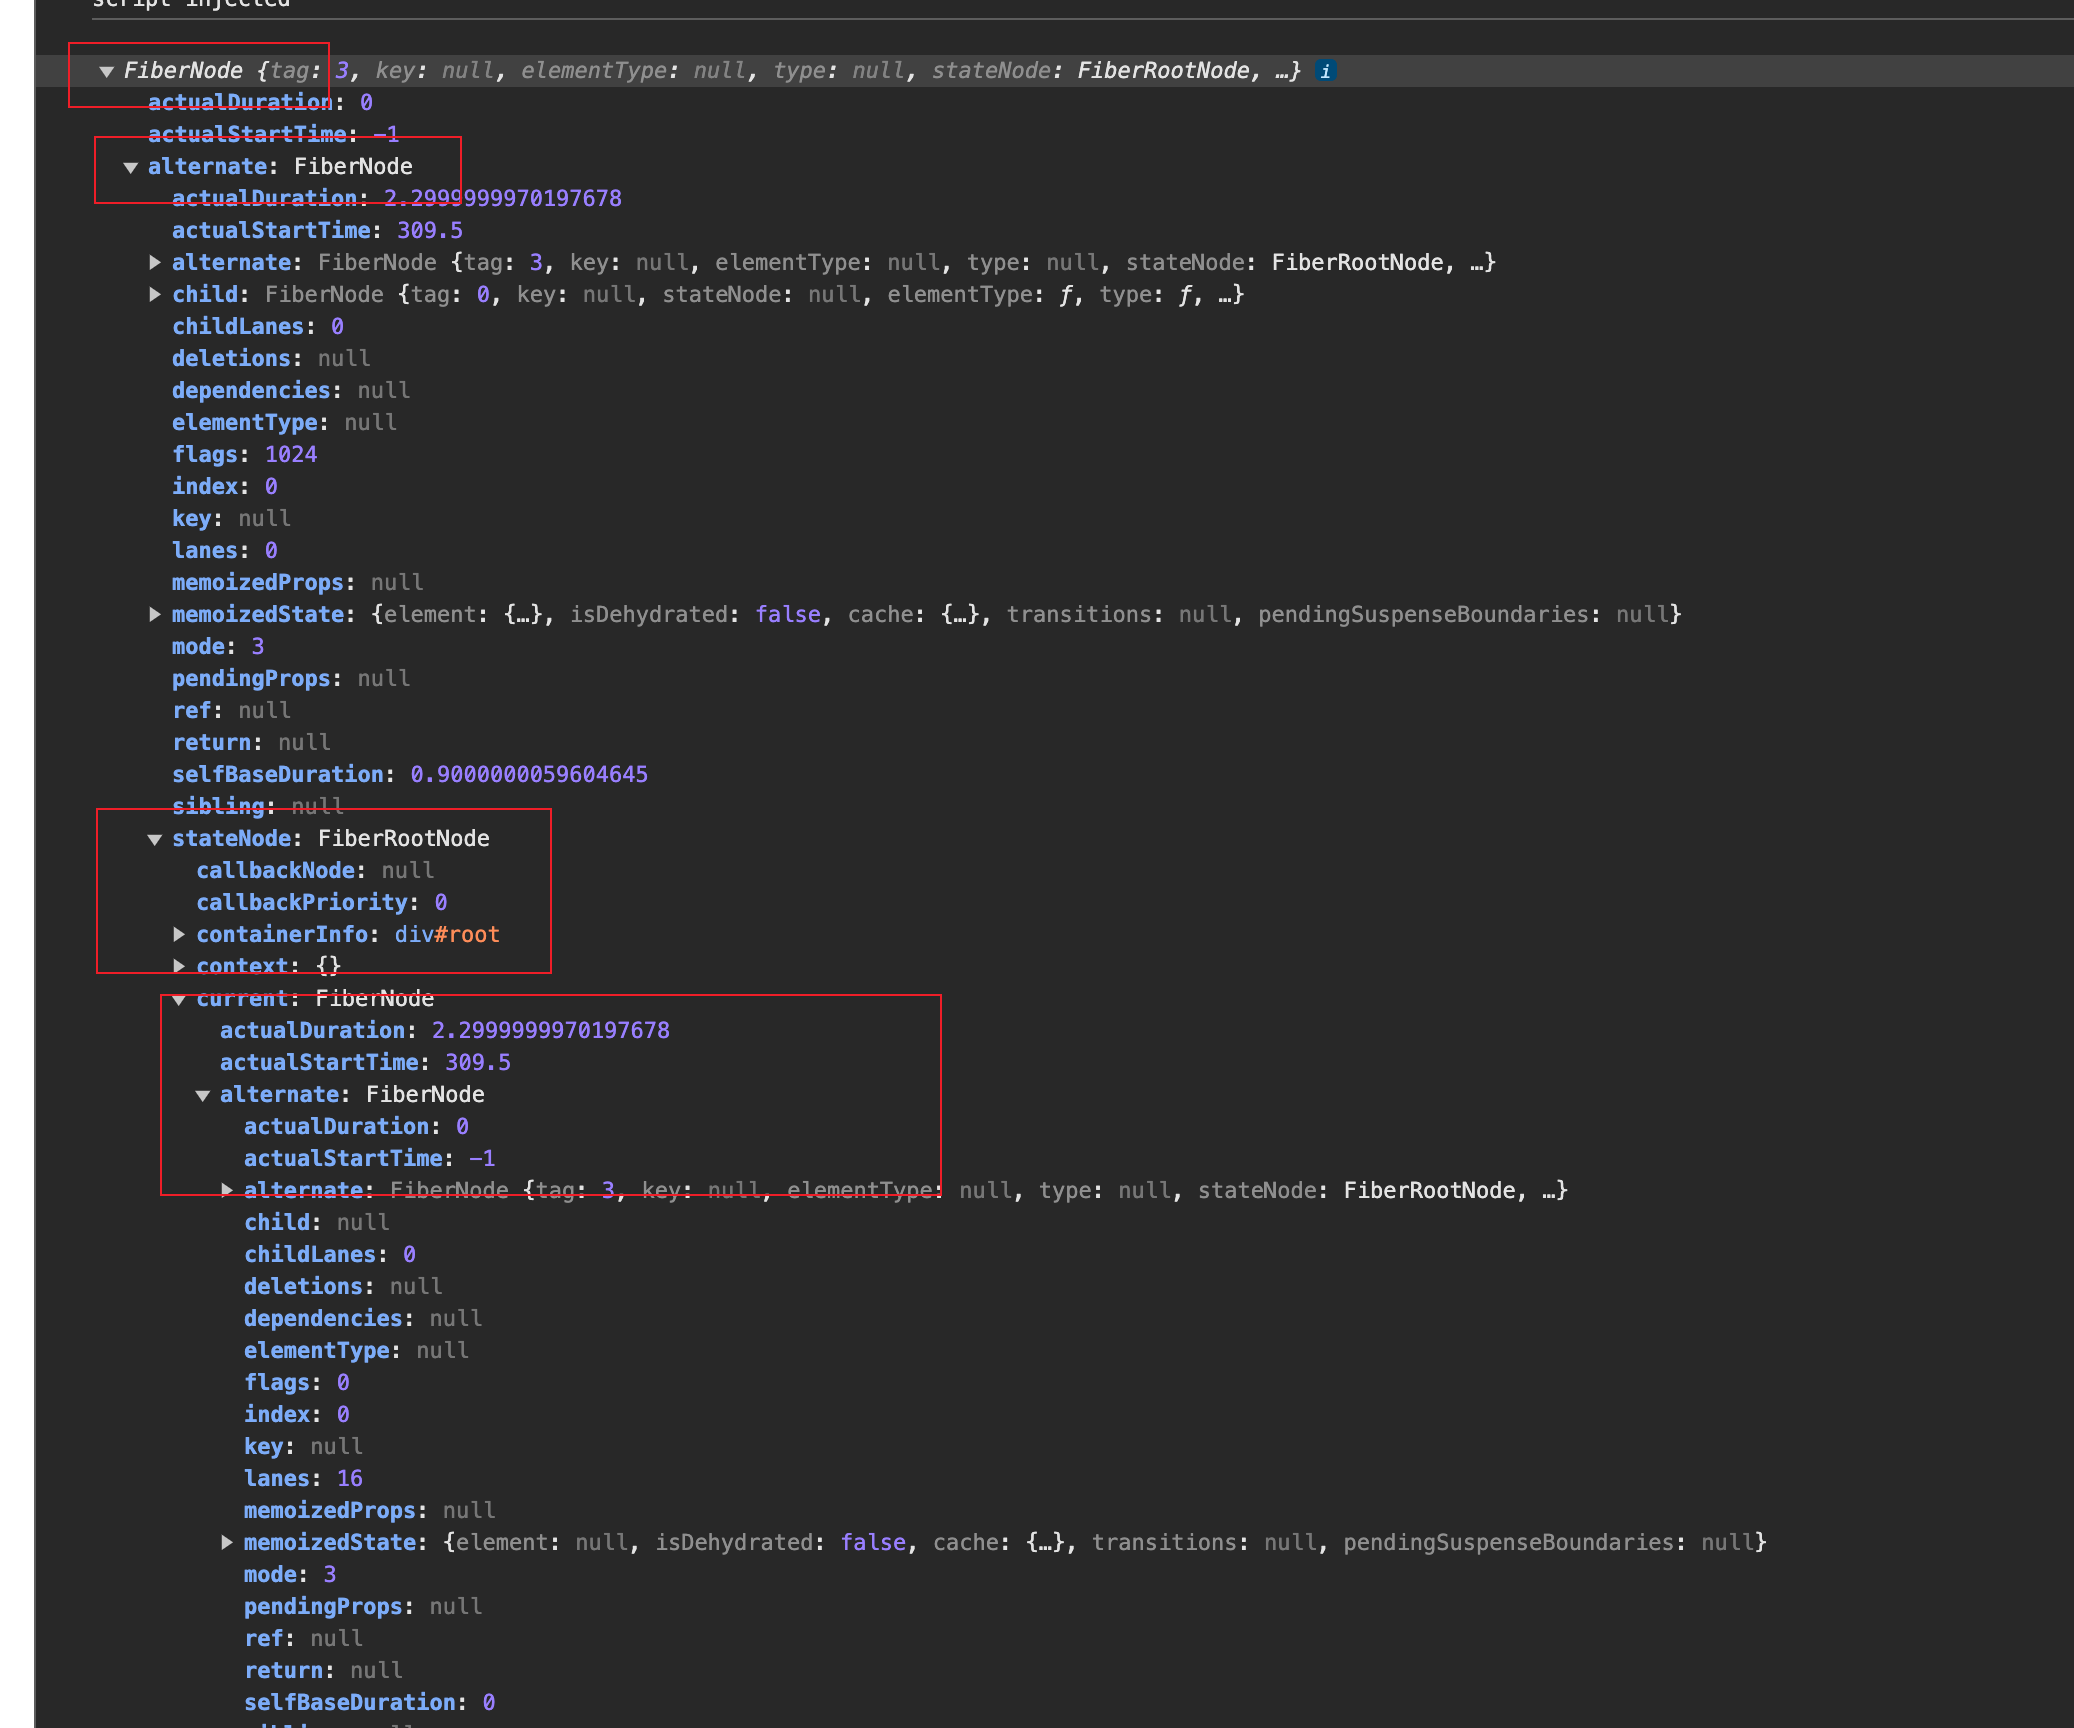 script injected
FiberNode {tag: 3, key: null, elementType: null, type: null, stateNode: FiberRootNode, …} i
actualDuration: 0
actualStartTime: -1
alternate: FiberNode
actualDuration: 2.2999999970197678
actualStartTime: 309.5
alternate: FiberNode {tag: 3, key: null, elementType: null, type: null, stateNode: FiberRootNode, …}
child: FiberNode {tag: 0, key: null, stateNode: null, elementType: ƒ, type: ƒ, …}
childLanes: 0
deletions: null
dependencies: null
elementType: null
flags: 1024
index: 0
key: null
lanes: 0
memoizedProps: null
memoizedState: {element: {…}, isDehydrated: false, cache: {…}, transitions: null, pendingSuspenseBoundaries: null}
mode: 3
pendingProps: null
ref: null
return: null
selfBaseDuration: 0.9000000059604645
sibling: null
stateNode: FiberRootNode
callbackNode: null
callbackPriority: 0
containerInfo: div#root
context: {}
current: FiberNode
actualDuration: 2.2999999970197678
actualStartTime: 309.5
alternate: FiberNode
actualDuration: 0
actualStartTime: -1
alternate: FiberNode {tag: 3, key: null, elementType: null, type: null, stateNode: FiberRootNode, …}
child: null
childLanes: 0
deletions: null
dependencies: null
elementType: null
flags: 0
index: 0
key: null
lanes: 16
memoizedProps: null
memoizedState: {element: null, isDehydrated: false, cache: {…}, transitions: null, pendingSuspenseBoundaries: null}
mode: 3
pendingProps: null
ref: null
return: null
selfBaseDuration: 0